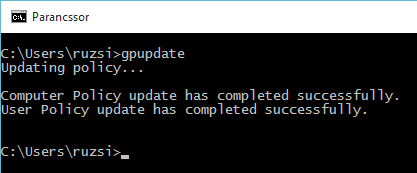 Parancssor
C:\Users\ruzsi>gpupdate
Updating policy...
Computer Policy update has completed successfully.
User Policy update has completed successfully.
C:\Users\ruzsi>